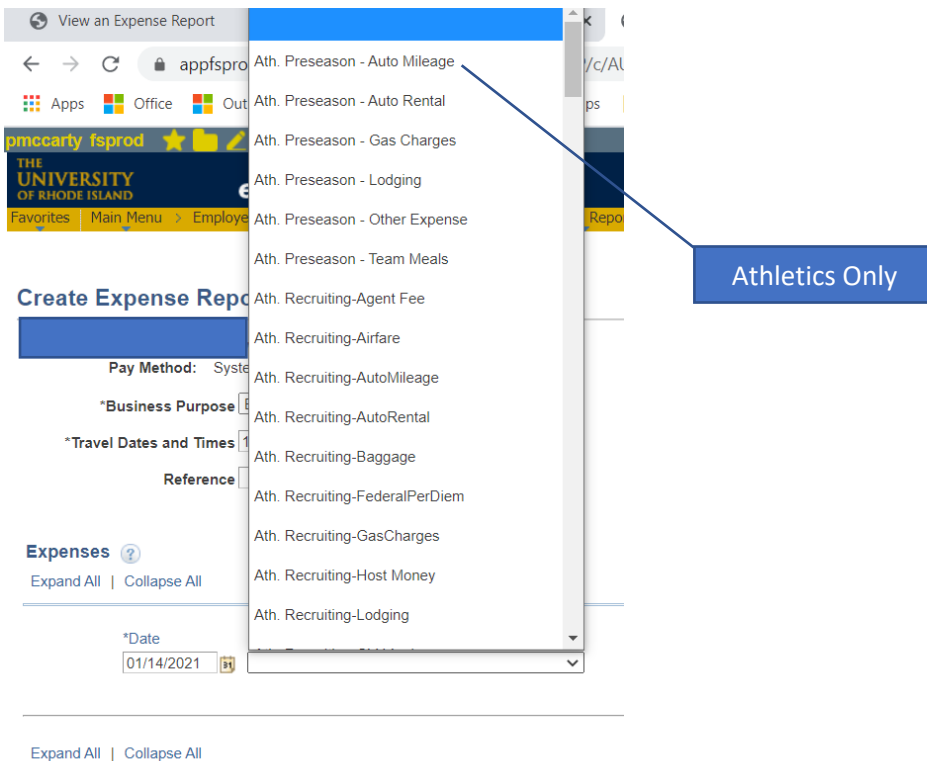 View an Expense Report
appfspro
/c/AU
Apps Office Out
ps
pmccarty fsprod
THE
UNIVERSITY
OF RHODE ISLAND
e
Favorites Main Menu > Employe
Repo
Ath. Preseason - Auto Mileage
Ath. Preseason - Auto Rental
Ath. Preseason - Gas Charges
Ath. Preseason - Lodging
Ath. Preseason - Other Expense
Ath. Preseason - Team Meals
Ath. Recruiting-Agent Fee
Ath. Recruiting-Airfare
Ath. Recruiting-AutoMileage
Ath. Recruiting-AutoRental
Ath. Recruiting-Baggage
Ath. Recruiting-FederalPerDiem
Ath. Recruiting-GasCharges
Ath. Recruiting-Host Money
Ath. Recruiting-Lodging
Athletics Only
Create Expense Repo
Pay Method: Syste
*Business Purpose
*Travel Dates and Times 1
Reference
Expenses ?
Expand All | Collapse All
*Date
01/14/2021 31
Expand All | Collapse All